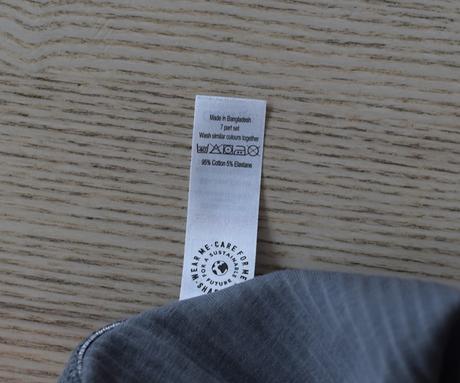 Made in Bangladesh
7 part set
Wash similar colours together
95% Cotton 5% Elastane
WEAR ME · CARE FOR ME
FOR A SUSTAINABLE
FUTURE